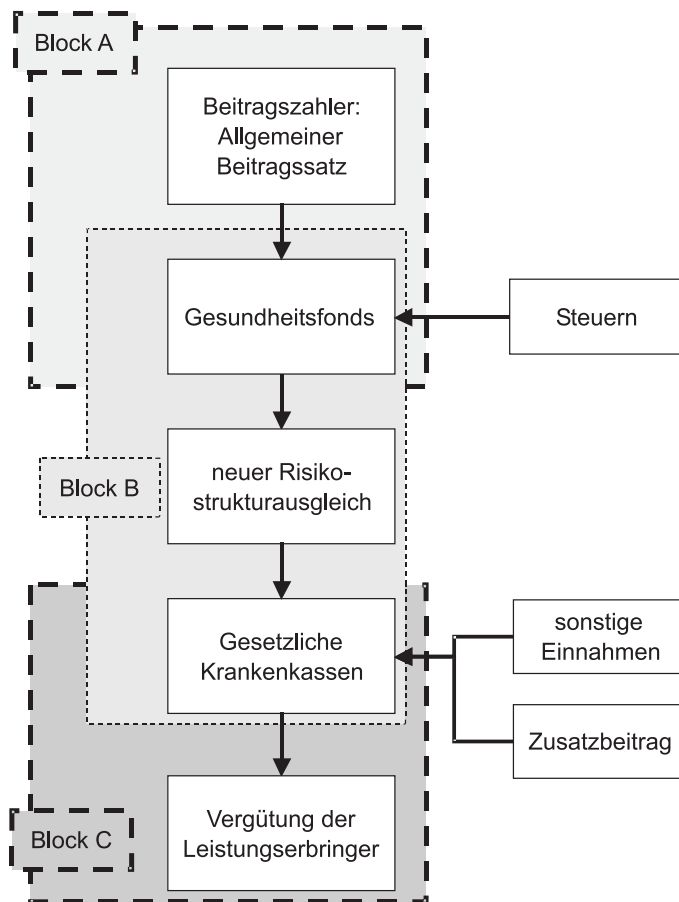 Block A
Beitragszahler:
Allgemeiner
Beitragssatz
Gesundheitsfonds
Steuern
Block B
neuer Risiko-
strukturausgleich
Gesetzliche
Krankenkassen
sonstige
Einnahmen
Zusatzbeitrag
Block C
Vergütung der
Leistungserbringer